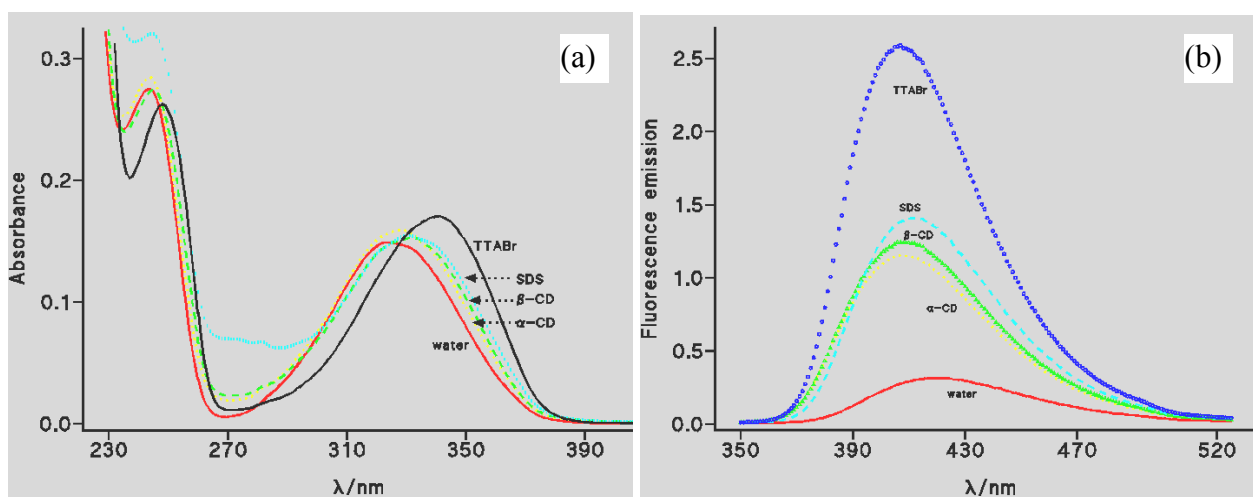 (a)
0.3
0.2
0.1
0.0
Absorbance
TTABr
SDS
β-CD
α-CD
water
230 270 310 350 390
λ/nm
(b)
2.5
2.0
1.5
1.0
0.5
0.0
Fluorescence emission
TTABr
SDS
β-CD
α-CD
water
350 390 430 470 520
λ/nm